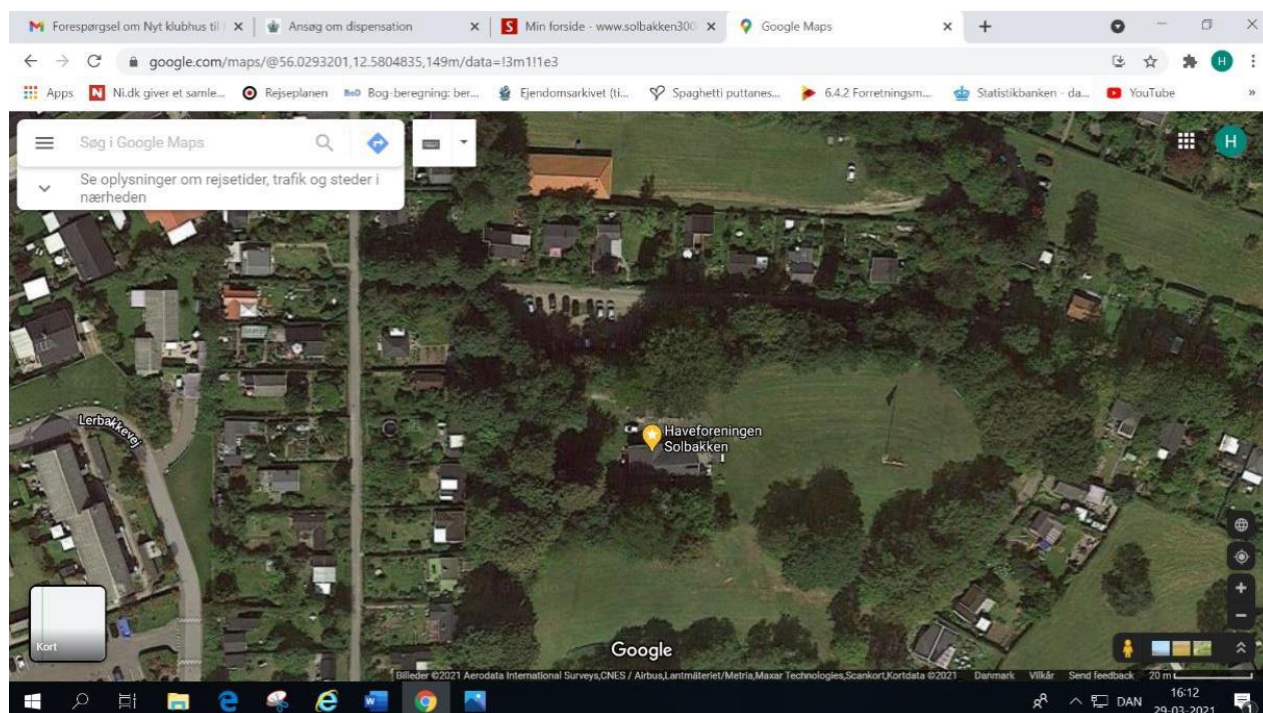 Forespørgsel om Nyt klubhus til
Ansøg om dispensation
Min forside - www.solbakken300
Google Maps
google.com/maps/@56.0293201,12.5804835,149m/data=!3m1!1e3
H
Apps
Ni.dk giver et samle...
Rejseplanen
BoD Bog-beregning: ber...
Ejendomsarkivet (ti...
Spaghetti puttanes...
6.4.2 Forretningsm...
Statistikbanken - da...
YouTube
»
Søg i Google Maps
H
Se oplysninger om rejsetider, trafik og steder i
nærheden
Lerbakkevej
Haveforeningen
Solbakken
Kort
Google
Billeder ©2021 Aerodata International Surveys,CNES / Airbus,Lantmäteriet/Metria,Maxar Technologies,Scankort,Kortdata ©2021
Danmark
Vilkår
Send feedback
20 m
DAN
16:12
29-03-2021